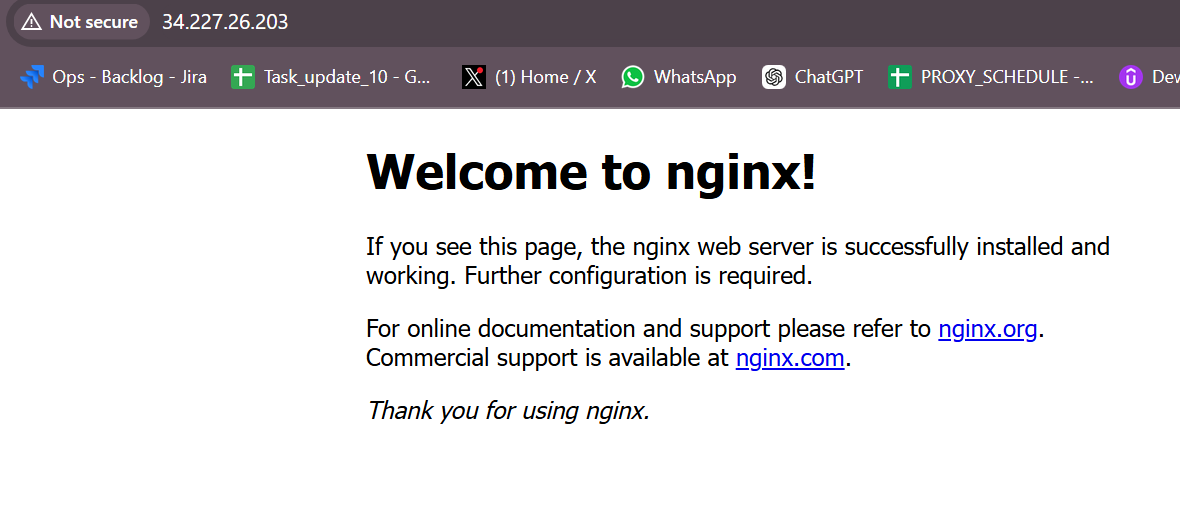 Not secure 34.227.26.203
Ops - Backlog - Jira Task_update_10 - G... (1) Home / X WhatsApp ChatGPT PROXY_SCHEDULE -... Dev
Welcome to nginx!
If you see this page, the nginx web server is successfully installed and
working. Further configuration is required.
For online documentation and support please refer to nginx.org.
Commercial support is available at nginx.com.
Thank you for using nginx.